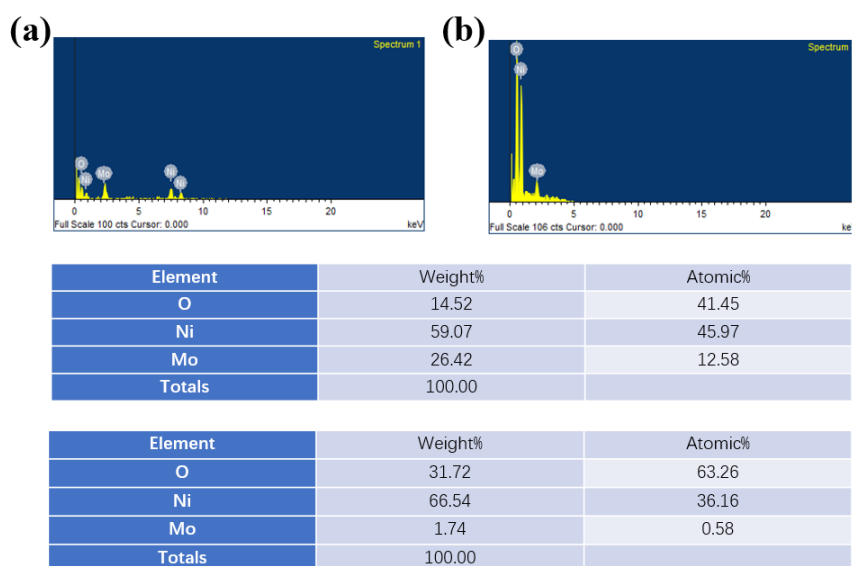 (a)
Spectrum 1
O
Ni
Mo
Ni
Ni
0 5 10 15 20
Full Scale 100 cts Cursor: 0.000 keV
(b)
Spectrum
O
Ni
Mo
0 5 10 15 20
Full Scale 106 cts Cursor: 0.000 ke
Element Weight% Atomic%
O 14.52 41.45
Ni 59.07 45.97
Mo 26.42 12.58
Totals 100.00
Element Weight% Atomic%
O 31.72 63.26
Ni 66.54 36.16
Mo 1.74 0.58
Totals 100.00